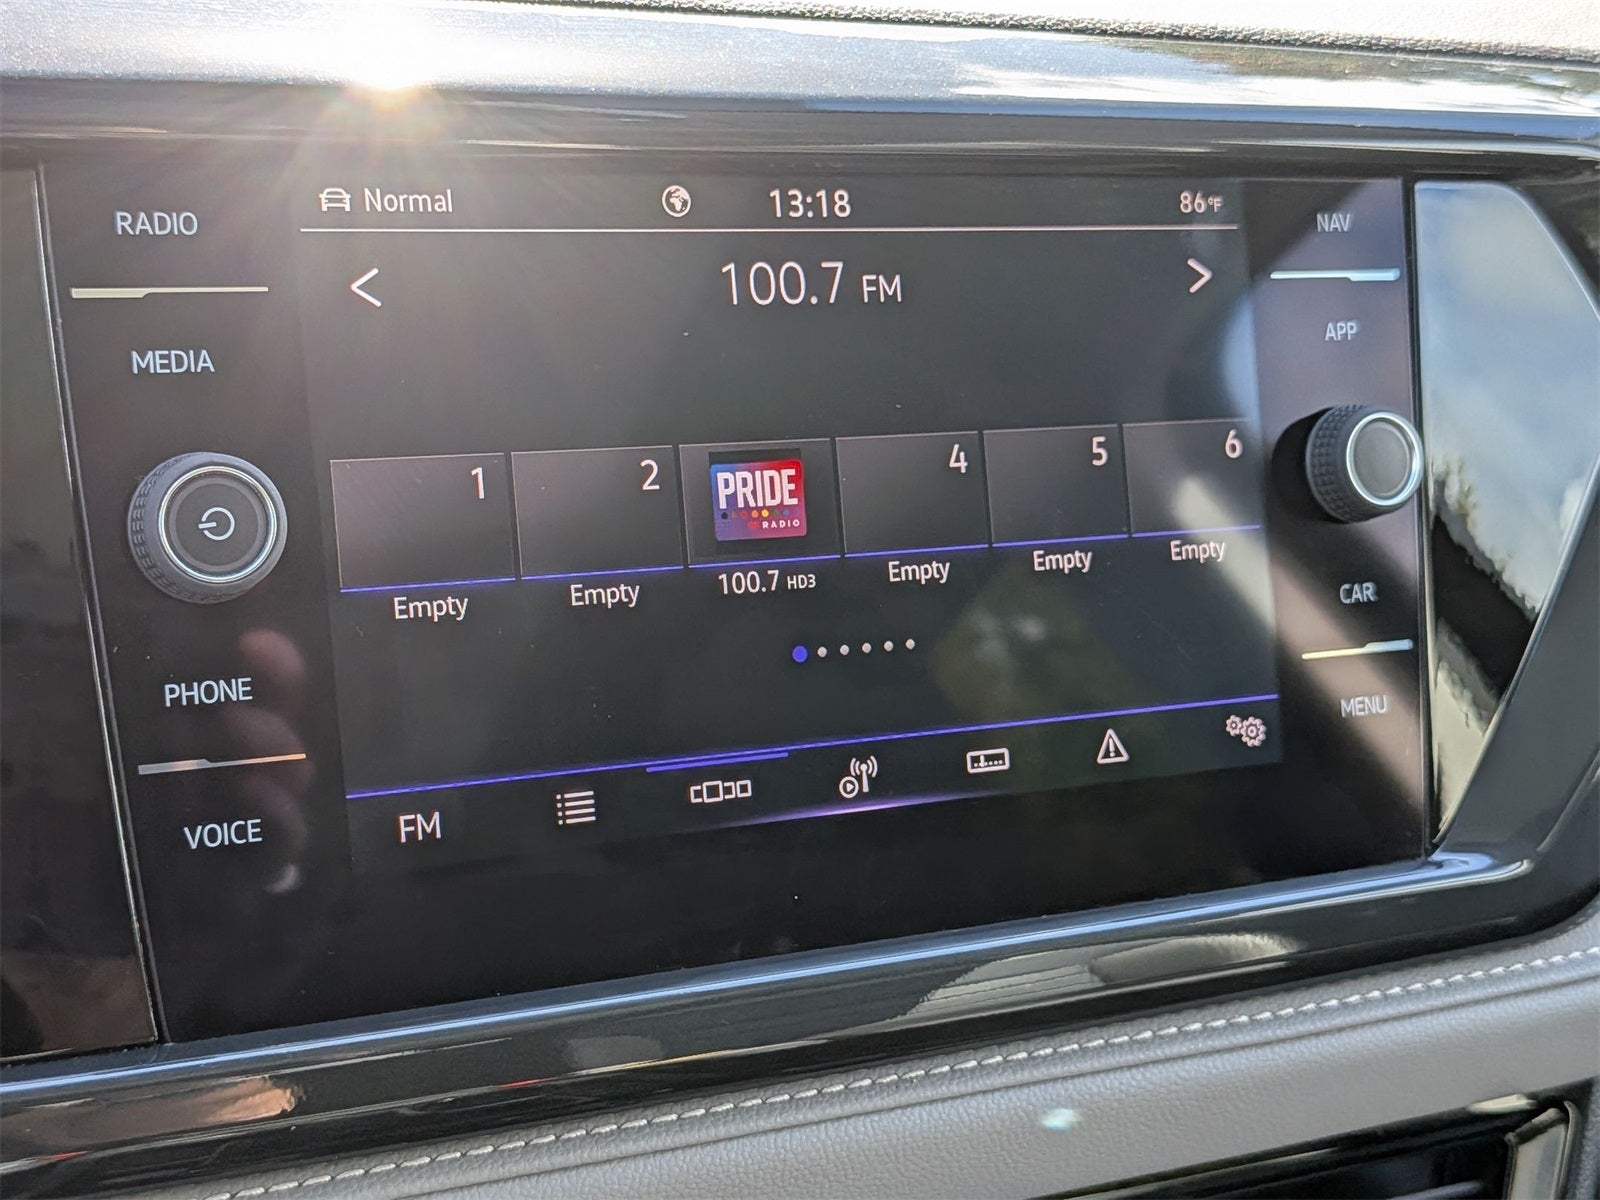 Normal 13:18 86°F
RADIO
NAV
100.7 FM
MEDIA
APP
1 2 4 5 6
PRIDE
RADIO
Empty Empty 100.7 HD3 Empty Empty Empty
CAR
PHONE
MENU
VOICE
FM